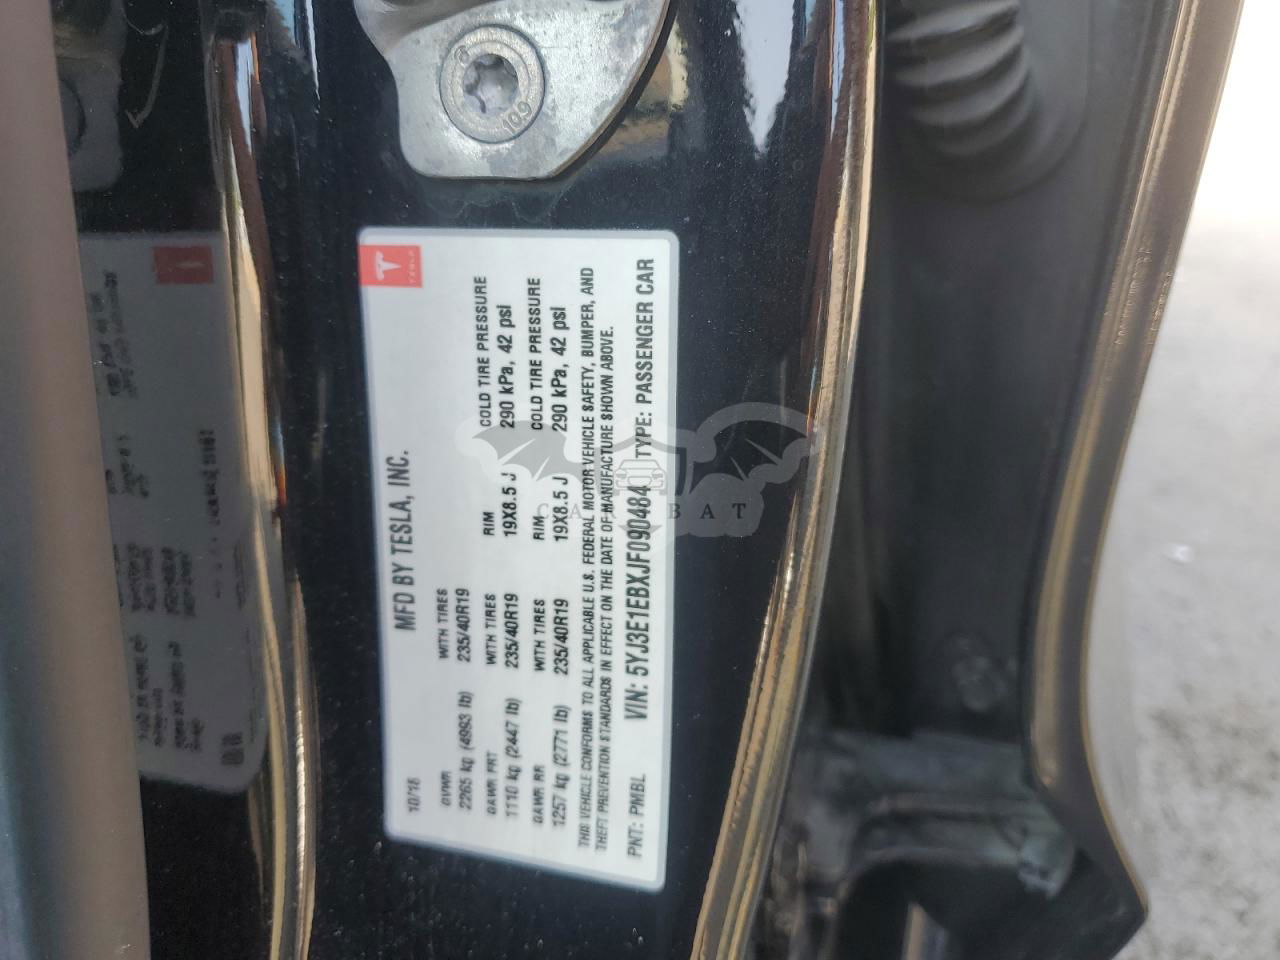 109
TESLA
MFD BY TESLA, INC.
10/18
GVWR WITH TIRES
2265 kg (4993 lb) 235/40R19
GAWR FRT WITH TIRES RIM COLD TIRE PRESSURE
1110 kg (2447 lb) 235/40R19 19X8.5 J 290 kPa, 42 psi
GAWR RR WITH TIRES RIM COLD TIRE PRESSURE
1257 kg (2771 lb) 235/40R19 19X8.5 J 290 kPa, 42 psi
THIS VEHICLE CONFORMS TO ALL APPLICABLE U.S. FEDERAL MOTOR VEHICLE SAFETY, BUMPER, AND
THEFT PREVENTION STANDARDS IN EFFECT ON THE DATE OF MANUFACTURE SHOWN ABOVE.
PNT: PMBL VIN: 5YJ3E1EBXJF090484 TYPE: PASSENGER CAR